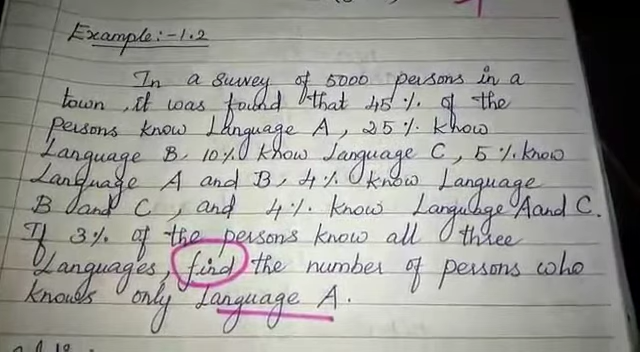 Example:-1.2
In a survey of 5000 persons in a
town, it was found that 45% of the
persons know Language A, 25% know
Language B, 10% know Language C, 5% know
Language A and B, 4% know Language
B and C, and 4% know Language A and C.
If 3% of the persons know all three
Languages, find the number of persons who
knows only Language A.